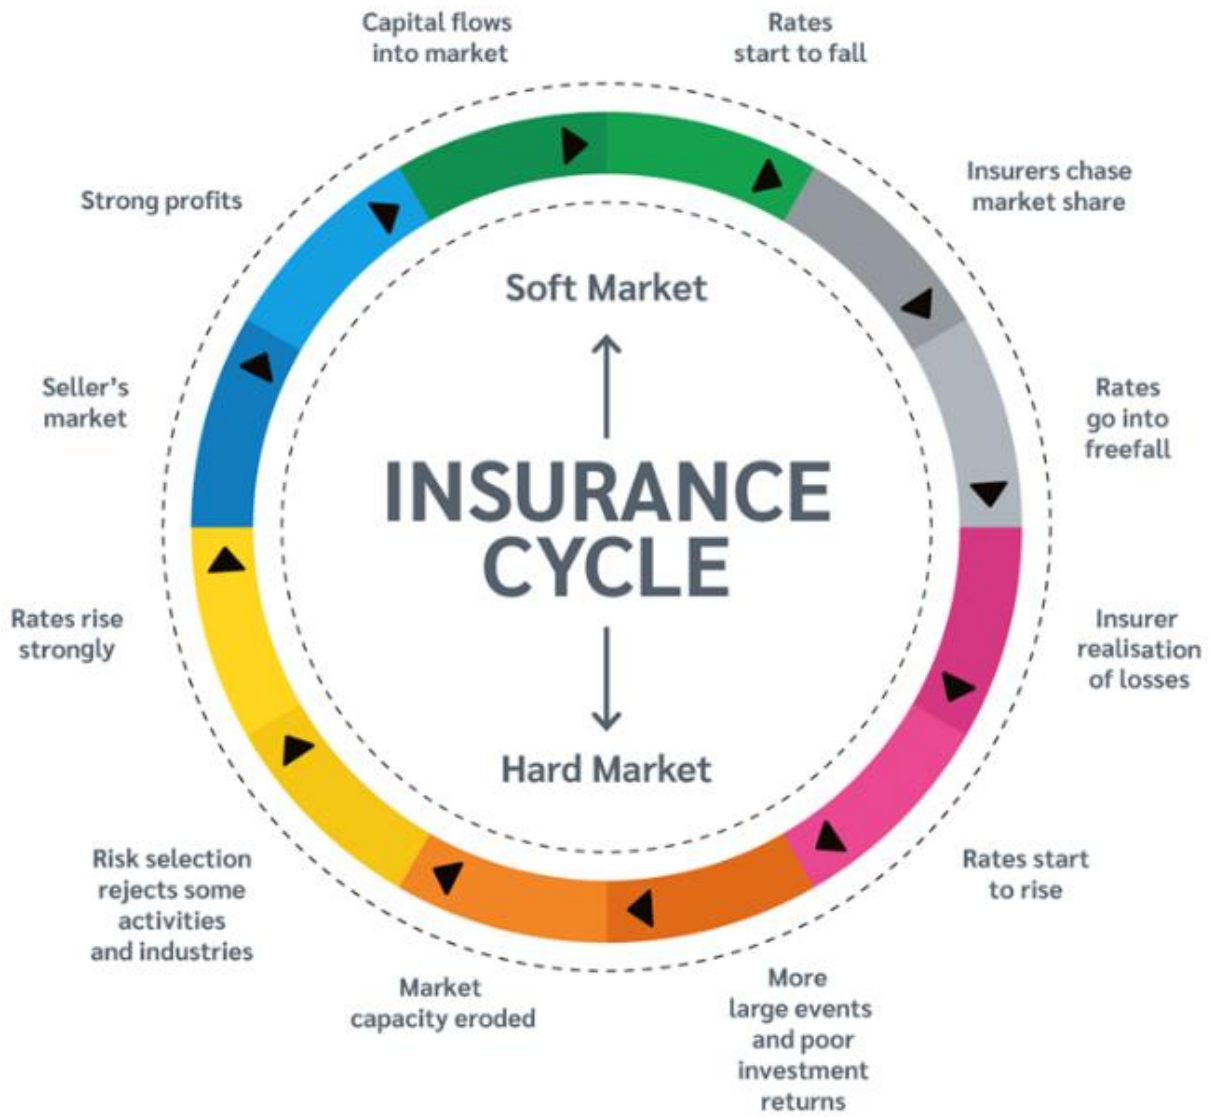 Capital flows
into market
Rates
start to fall
Insurers chase
market share
Rates
go into
freefall
Insurer
realisation
of losses
Rates start
to rise
More
large events
and poor
investment
returns
Market
capacity eroded
Risk selection
rejects some
activities
and industries
Rates rise
strongly
Seller’s
market
Strong profits
Soft Market
INSURANCE
CYCLE
Hard Market